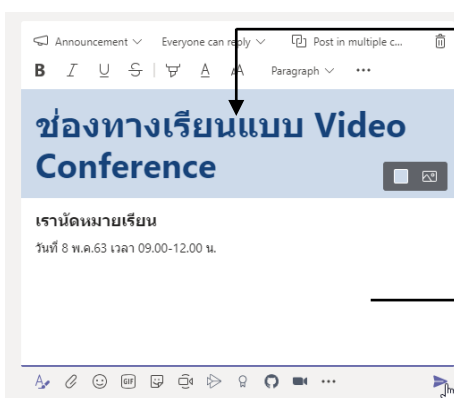 Announcement Everyone can reply Post in multiple c...
B I U S A AA Paragraph
ช่องทางเรียนแบบ Video
Conference
เรานัดหมายเรียน
วันที่ 8 พ.ค.63 เวลา 09.00-12.00 น.
GIF